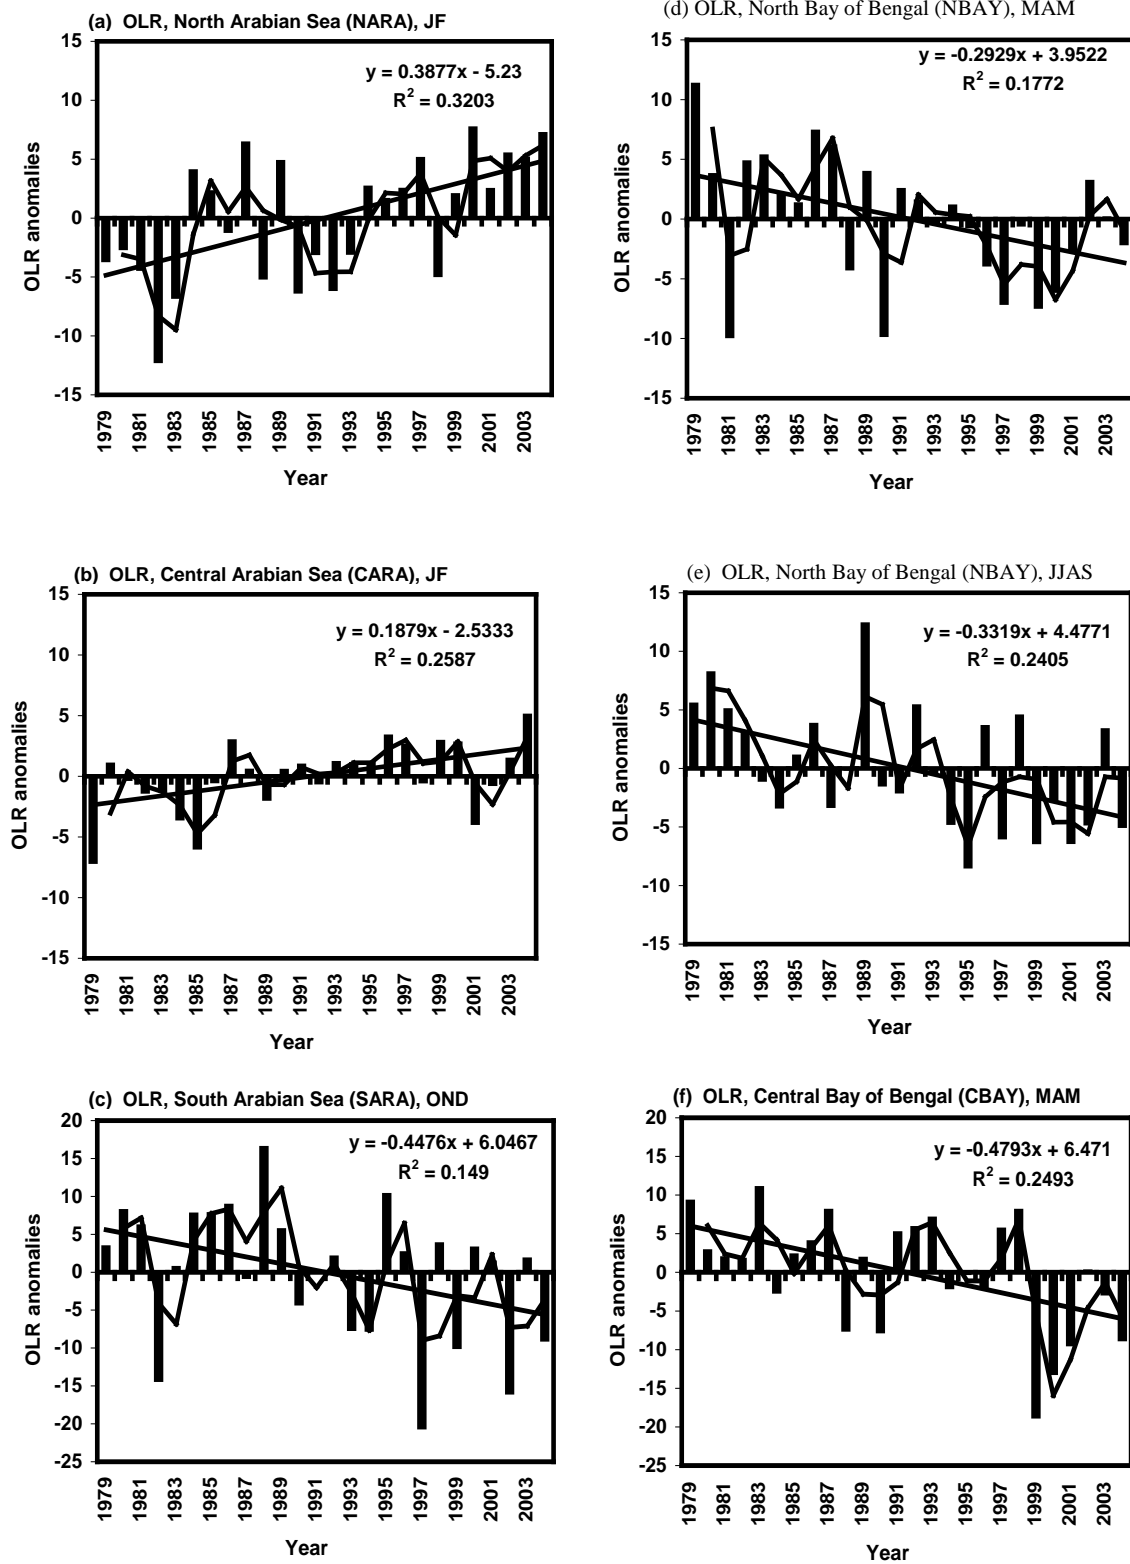 (a) OLR, North Arabian Sea (NARA), JF
y = 0.3877x - 5.23
R² = 0.3203
15
10
5
0
-5
-10
-15
OLR anomalies
1979 1981 1983 1985 1987 1989 1991 1993 1995 1997 1999 2001 2003
Year
(d) OLR, North Bay of Bengal (NBAY), MAM
y = -0.2929x + 3.9522
R² = 0.1772
15
10
5
0
-5
-10
-15
OLR anomalies
1979 1981 1983 1985 1987 1989 1991 1993 1995 1997 1999 2001 2003
Year
(b) OLR, Central Arabian Sea (CARA), JF
y = 0.1879x - 2.5333
R² = 0.2587
15
10
5
0
-5
-10
-15
OLR anomalies
1979 1981 1983 1985 1987 1989 1991 1993 1995 1997 1999 2001 2003
Year
(e) OLR, North Bay of Bengal (NBAY), JJAS
y = -0.3319x + 4.4771
R² = 0.2405
15
10
5
0
-5
-10
-15
OLR anomalies
1979 1981 1983 1985 1987 1989 1991 1993 1995 1997 1999 2001 2003
Year
(c) OLR, South Arabian Sea (SARA), OND
y = -0.4476x + 6.0467
R² = 0.149
20
15
10
5
0
-5
-10
-15
-20
-25
OLR anomalies
1979 1981 1983 1985 1987 1989 1991 1993 1995 1997 1999 2001 2003
Year
(f) OLR, Central Bay of Bengal (CBAY), MAM
y = -0.4793x + 6.471
R² = 0.2493
20
15
10
5
0
-5
-10
-15
-20
-25
OLR anomalies
1979 1981 1983 1985 1987 1989 1991 1993 1995 1997 1999 2001 2003
Year